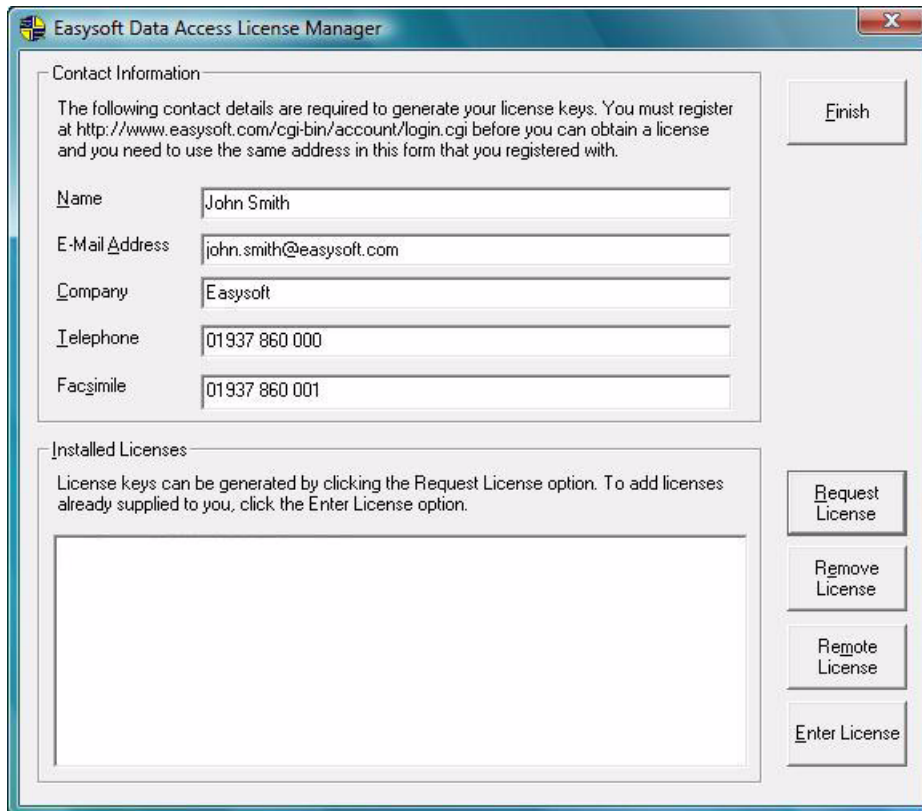 Easysoft Data Access License Manager
Contact Information
The following contact details are required to generate your license keys. You must register
at http://www.easysoft.com/cgi-bin/account/login.cgi before you can obtain a license
and you need to use the same address in this form that you registered with.
Finish
Name
John Smith
E-Mail Address
john.smith@easysoft.com
Company
Easysoft
Telephone
01937 860 000
Facsimile
01937 860 001
Installed Licenses
License keys can be generated by clicking the Request License option. To add licenses
already supplied to you, click the Enter License option.
Request
License
Remove
License
Remote
License
Enter License